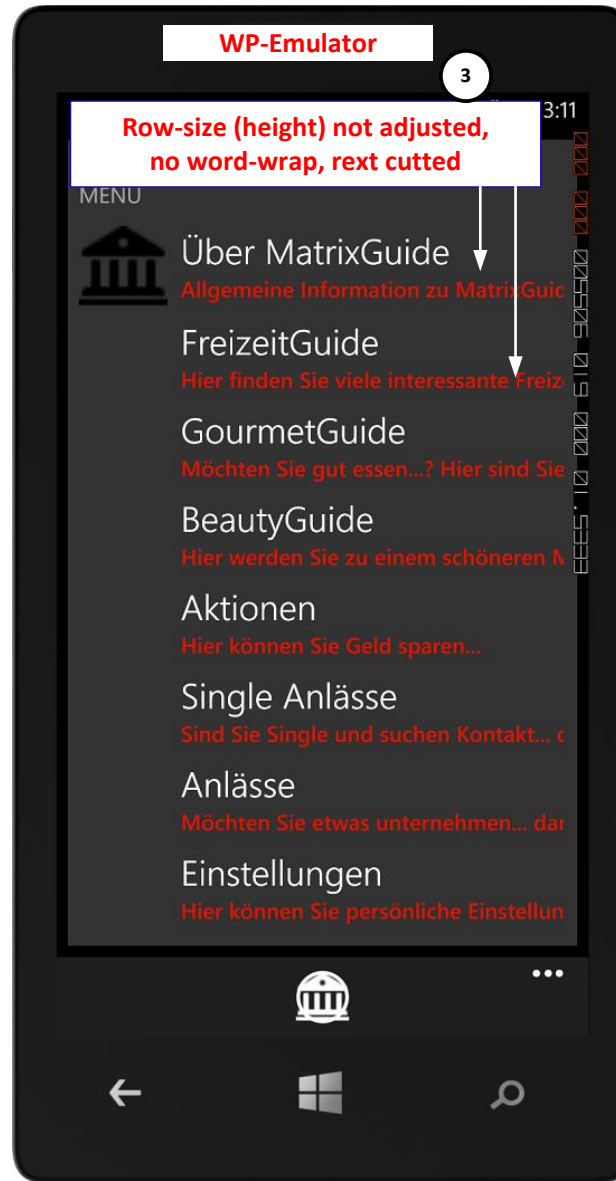 WP-Emulator
3
3:11
Row-size (height) not adjusted,
no word-wrap, rext cutted
MENU
Über MatrixGuide
Allgemeine Information zu MatrixGuid
FreizeitGuide
Hier finden Sie viele interessante Freiz
GourmetGuide
Möchten Sie gut essen...? Hier sind Sie
BeautyGuide
Hier werden Sie zu einem schöneren M
Aktionen
Hier können Sie Geld sparen...
Single Anlässe
Sind Sie Single und suchen Kontakt... d
Anlässe
Möchten Sie etwas unternehmen... dan
Einstellungen
Hier können Sie persönliche Einstellun